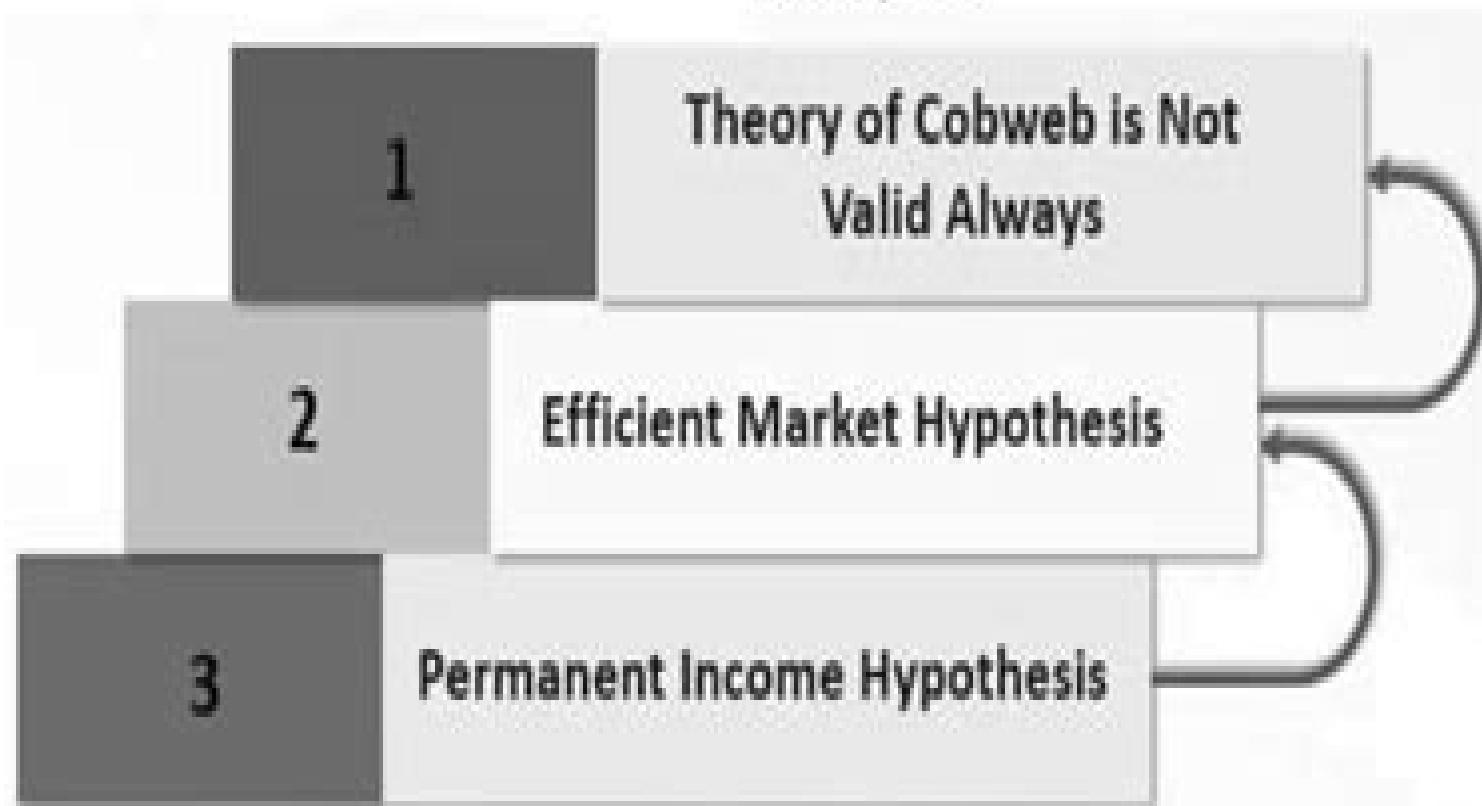 1
Theory of Cobweb is Not
Valid Always
2
Efficient Market Hypothesis
3
Permanent Income Hypothesis